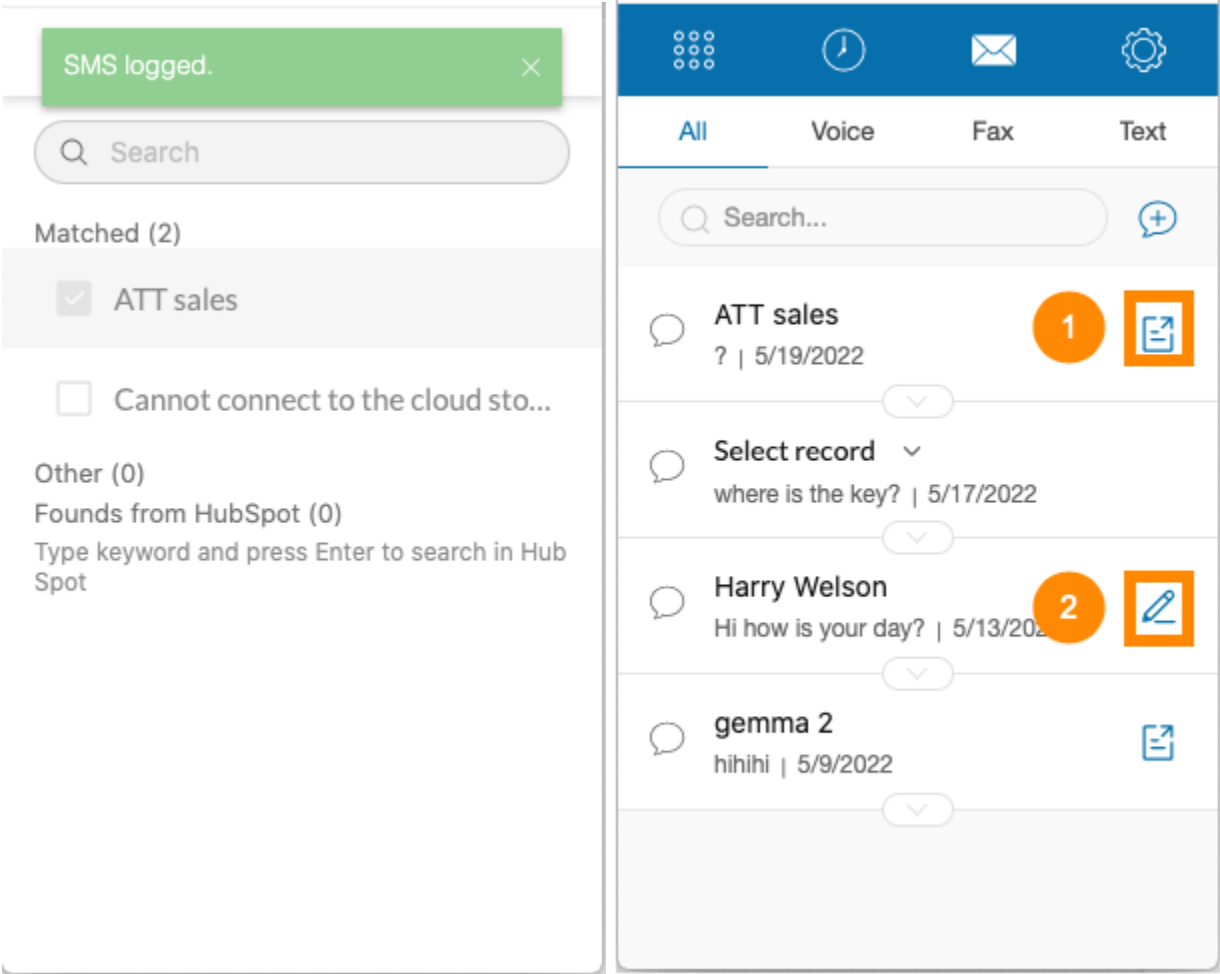 SMS logged.
Search
Matched (2)
ATT sales
Cannot connect to the cloud sto...
Other (0)
Founds from HubSpot (0)
Type keyword and press Enter to search in Hub
Spot
All Voice Fax Text
Search...
ATT sales
? | 5/19/2022
1
Select record
where is the key? | 5/17/2022
Harry Welson
Hi how is your day? | 5/13/202
2
gemma 2
hihihi | 5/9/2022